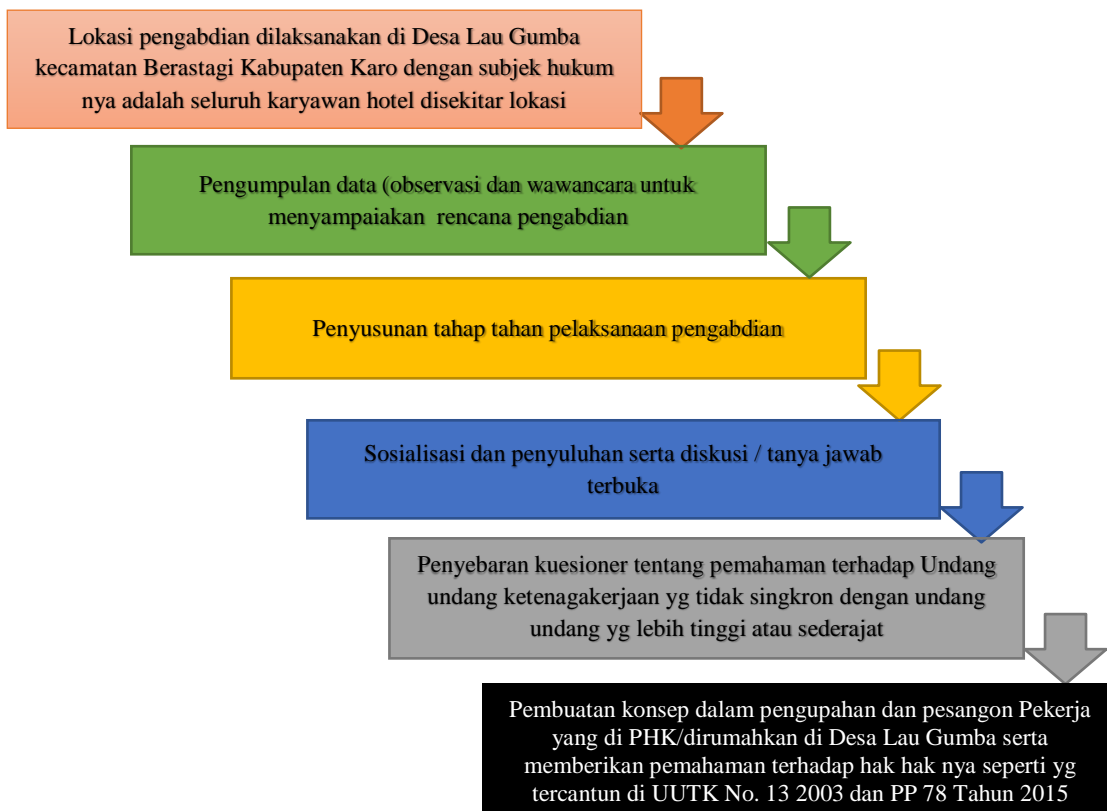 Lokasi pengabdian dilaksanakan di Desa Lau Gumba
kecamatan Berastagi Kabupaten Karo dengan subjek hukum
nya adalah seluruh karyawan hotel disekitar lokasi
Pengumpulan data (observasi dan wawancara untuk
menyampaiakan rencana pengabdian
Penyusunan tahap tahan pelaksanaan pengabdian
Sosialisasi dan penyuluhan serta diskusi / tanya jawab
terbuka
Penyebaran kuesioner tentang pemahaman terhadap Undang
undang ketenagakerjaan yg tidak singkron dengan undang
undang yg lebih tinggi atau sederajat
Pembuatan konsep dalam pengupahan dan pesangon Pekerja
yang di PHK/dirumahkan di Desa Lau Gumba serta
memberikan pemahaman terhadap hak hak nya seperti yg
tercantun di UUTK No. 13 2003 dan PP 78 Tahun 2015